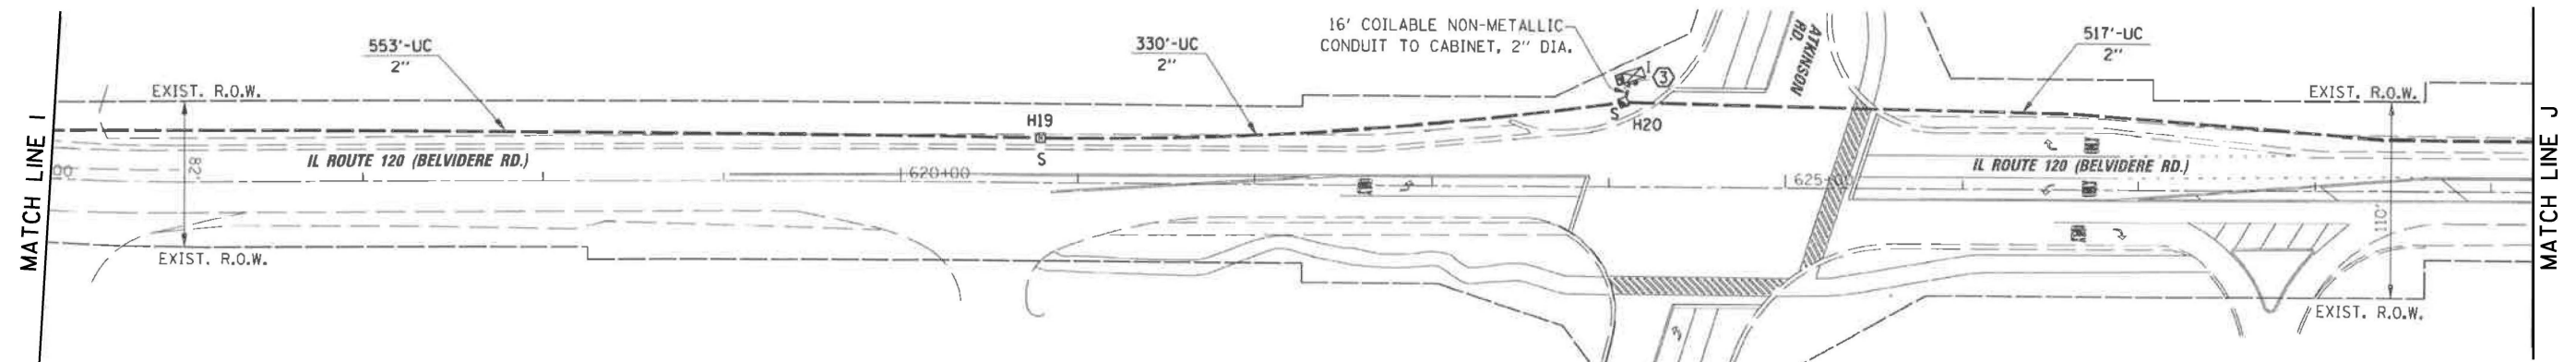 MATCH LINE I
553'-UC
2"
EXIST. R.O.W.
82'
IL ROUTE 120 (BELVIDERE RD.)
00
EXIST. R.O.W.
H19
S
620+00
330'-UC
2"
16' COILABLE NON-METALLIC
CONDUIT TO CABINET, 2" DIA.
I
3
S
H20
ATKINSON
RD.
625+0
517'-UC
2"
EXIST. R.O.W.
IL ROUTE 120 (BELVIDERE RD.)
110'
EXIST. R.O.W.
MATCH LINE J